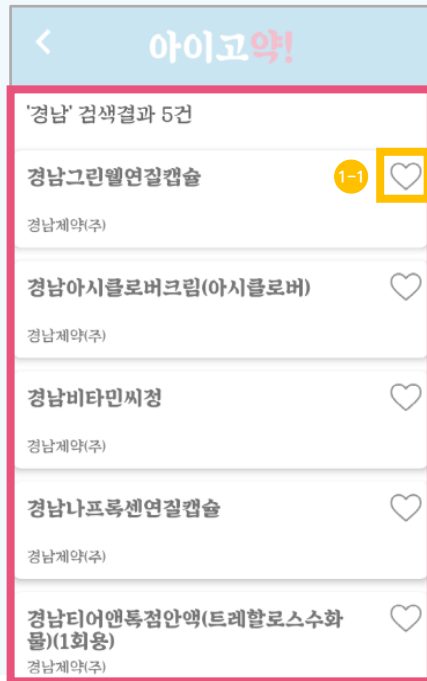 아이고약!
'경남' 검색결과 5건
경남그린웰연질캡슐
1-1
경남제약(주)
경남아시클로버크림(아시클로버)
경남제약(주)
경남비타민씨정
경남제약(주)
경남나프록센연질캡슐
경남제약(주)
경남티어앤톡점안액(트레할로스수화
물)(1회용)
경남제약(주)